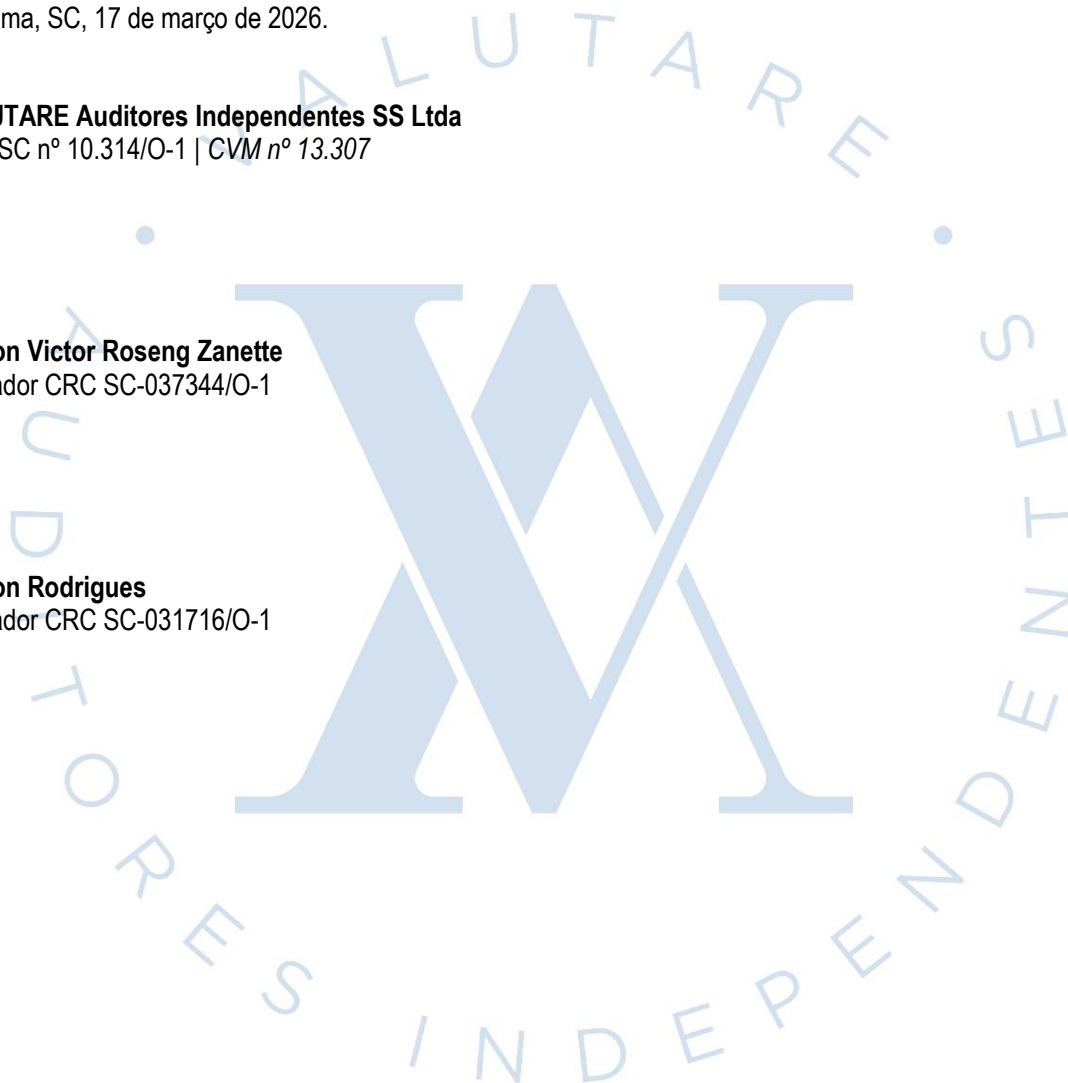 ma, SC, 17 de março de 2026.
VALUTARE
UTARE Auditores Independentes SS Ltda
SC nº 10.314/O-1 | CVM nº 13.307
on Victor Roseng Zanette
ador CRC SC-037344/O-1
on Rodrigues
ador CRC SC-031716/O-1
AUDITORES INDEPENDENTES